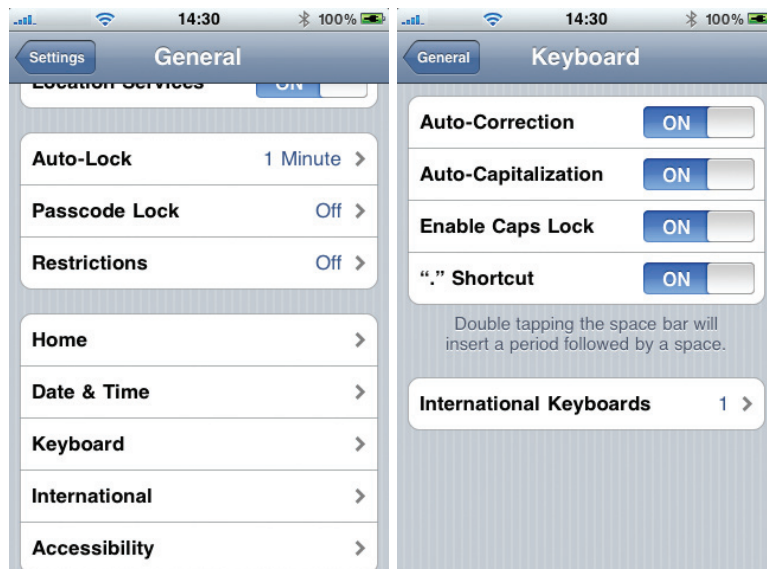 14:30 100%
Settings General
Location Services ON
Auto-Lock 1 Minute
Passcode Lock Off
Restrictions Off
Home
Date & Time
Keyboard
International
Accessibility
14:30 100%
General Keyboard
Auto-Correction ON
Auto-Capitalization ON
Enable Caps Lock ON
“.” Shortcut ON
Double tapping the space bar will
insert a period followed by a space.
International Keyboards 1